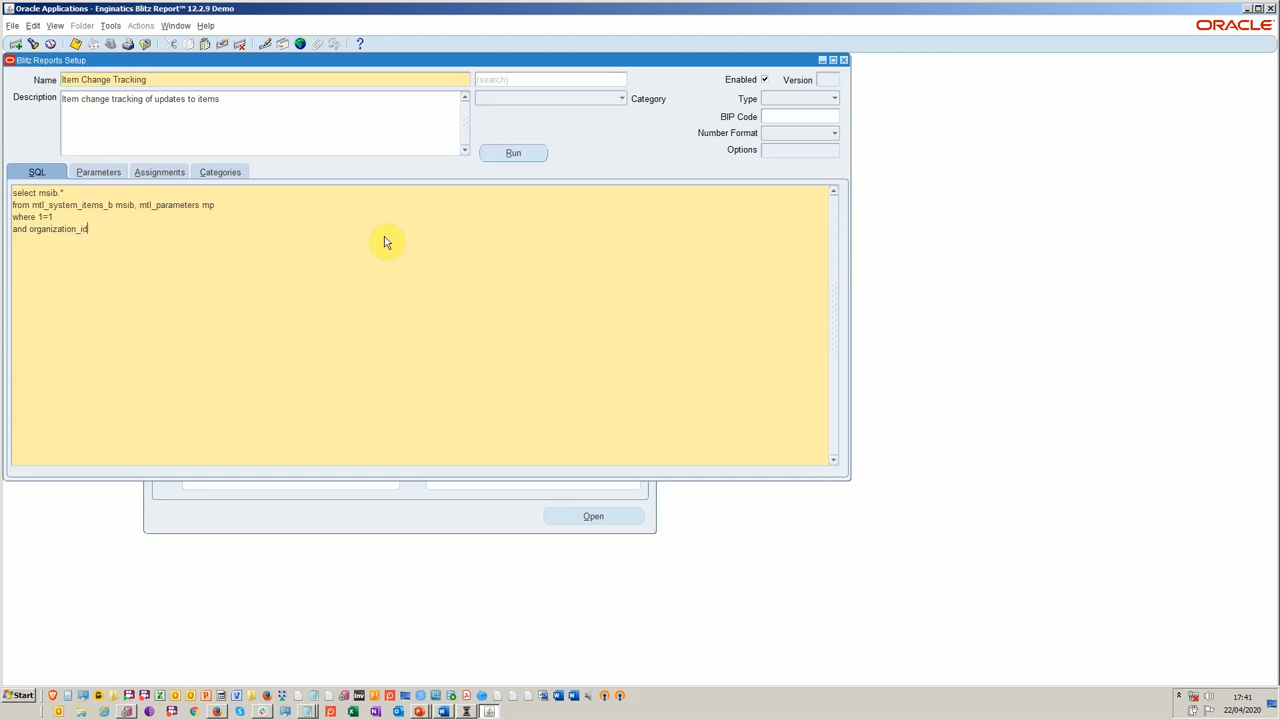 Oracle Applications - Enginatics Blitz Report™ 12.2.9 Demo
File Edit View Folder Tools Actions Window Help
ORACLE
Blitz Reports Setup
Name Item Change Tracking (search) Enabled Version
Description Item change tracking of updates to items Category Type
BIP Code
Number Format
Options
Run
SQL Parameters Assignments Categories
select msib.*
from mtl_system_items_b msib, mtl_parameters mp
where 1=1
and organization_id
Open
Start
17:41
22/04/2020